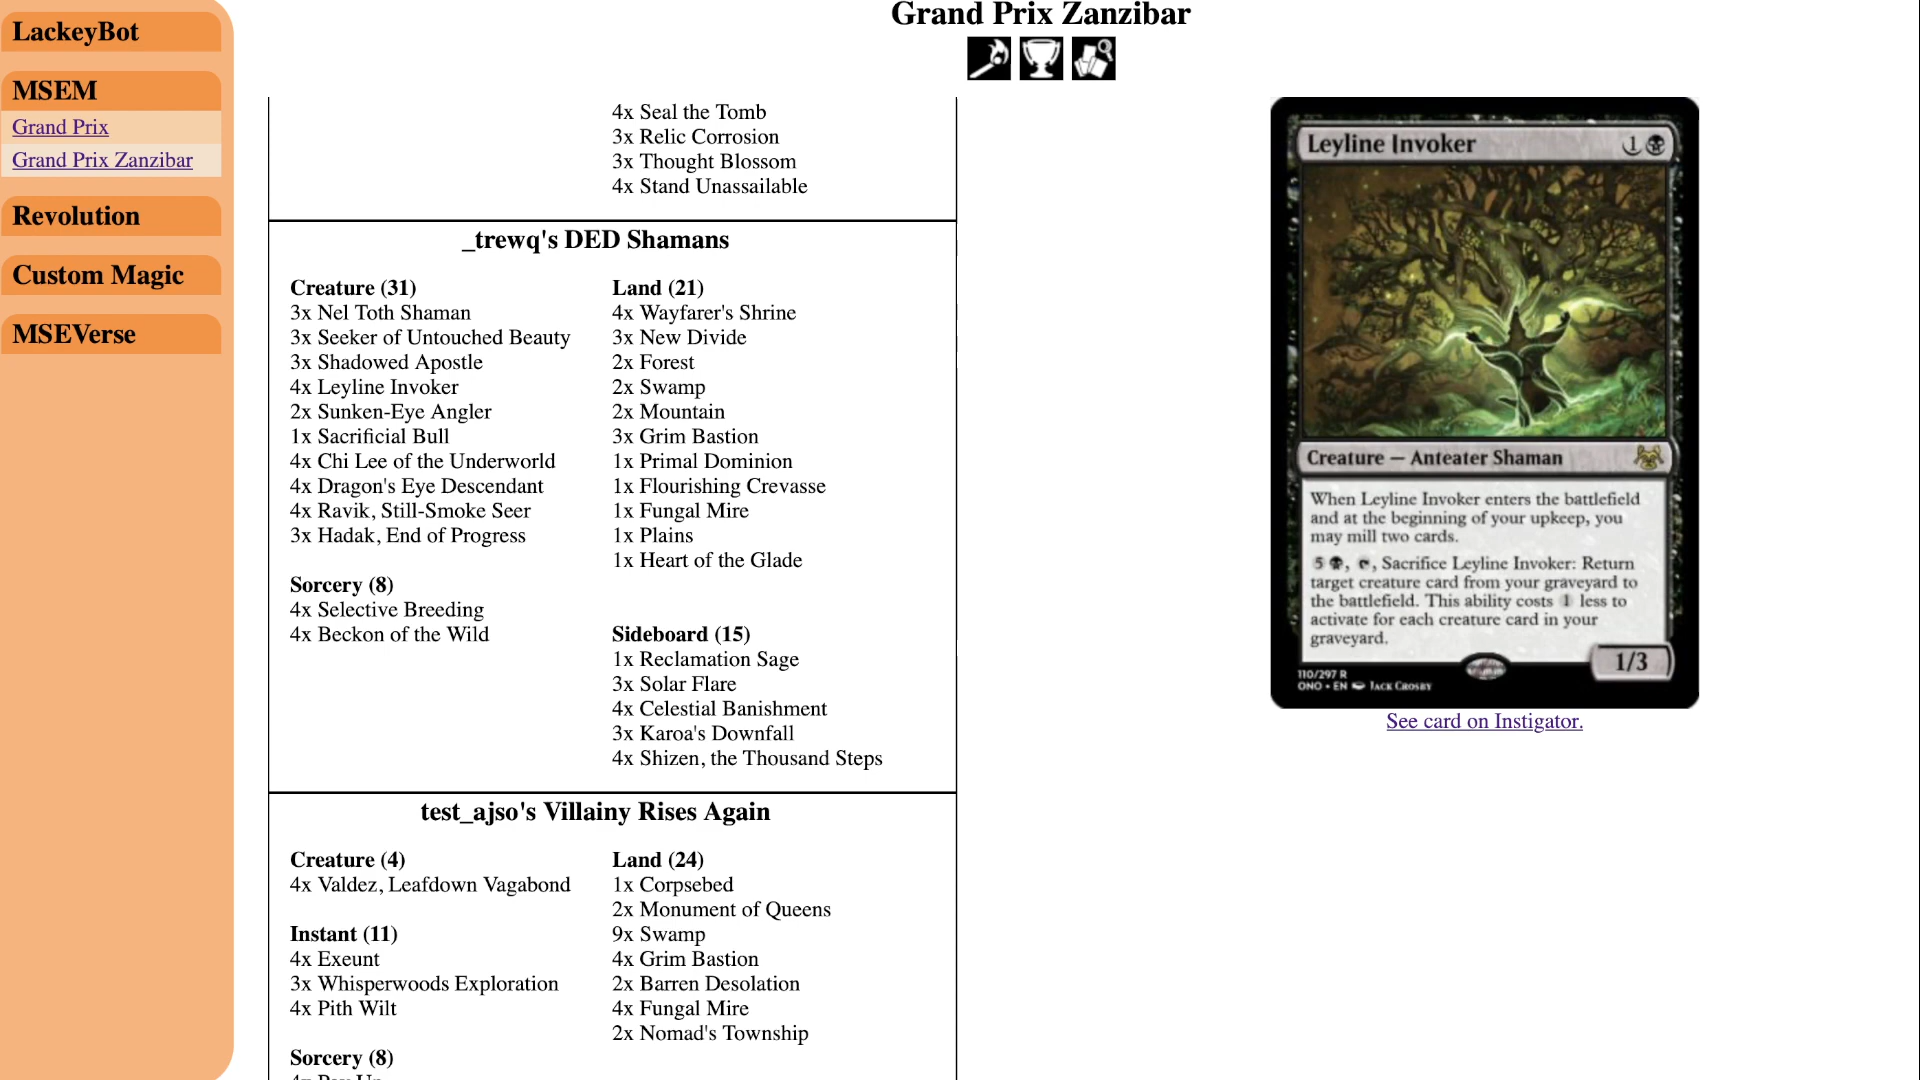 LackeyBot
MSEM
Grand Prix
Grand Prix Zanzibar
Revolution
Custom Magic
MSEVerse
Grand Prix Zanzibar
4x Seal the Tomb
3x Relic Corrosion
3x Thought Blossom
4x Stand Unassailable
_trewq's DED Shamans
Creature (31)
3x Nel Toth Shaman
3x Seeker of Untouched Beauty
3x Shadowed Apostle
4x Leyline Invoker
2x Sunken-Eye Angler
1x Sacrificial Bull
4x Chi Lee of the Underworld
4x Dragon's Eye Descendant
4x Ravik, Still-Smoke Seer
3x Hadak, End of Progress
Sorcery (8)
4x Selective Breeding
4x Beckon of the Wild
Land (21)
4x Wayfarer's Shrine
3x New Divide
2x Forest
2x Swamp
2x Mountain
3x Grim Bastion
1x Primal Dominion
1x Flourishing Crevasse
1x Fungal Mire
1x Plains
1x Heart of the Glade
Sideboard (15)
1x Reclamation Sage
3x Solar Flare
4x Celestial Banishment
3x Karoa's Downfall
4x Shizen, the Thousand Steps
test_ajso's Villainy Rises Again
Creature (4)
4x Valdez, Leafdown Vagabond
Instant (11)
4x Exeunt
3x Whisperwoods Exploration
4x Pith Wilt
Sorcery (8)
Land (24)
1x Corpsebed
2x Monument of Queens
9x Swamp
4x Grim Bastion
2x Barren Desolation
4x Fungal Mire
2x Nomad's Township
Leyline Invoker 1
Creature — Anteater Shaman
When Leyline Invoker enters the battlefield
and at the beginning of your upkeep, you
may mill two cards.
5 , , Sacrifice Leyline Invoker: Return
target creature card from your graveyard to
the battlefield. This ability costs 1 less to
activate for each creature card in your
graveyard.
1/3
110/297 R
ONO • EN Jack Crosby
See card on Instigator.